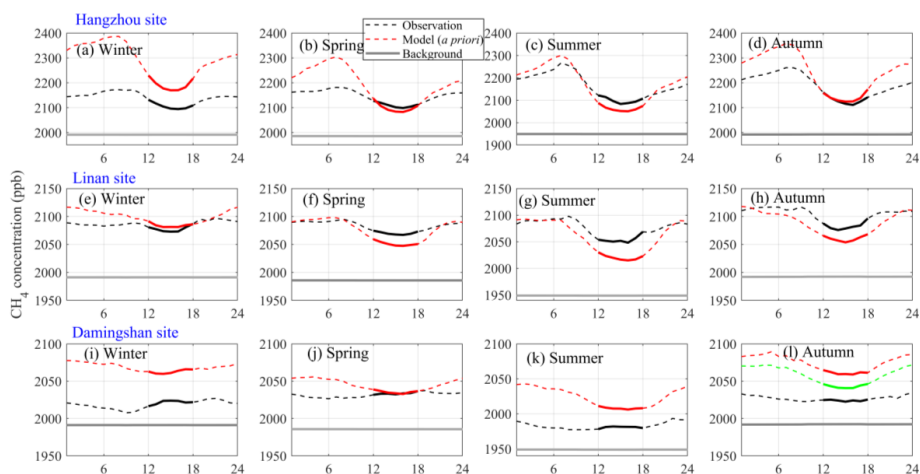 Hangzhou site
Observation
Model (a priori)
Background
(a) Winter
(b) Spring
(c) Summer
(d) Autumn
2400
2300
2200
2100
2000
6 12 18 24
2400
2300
2200
2100
2000
6 12 18 24
2400
2300
2200
2100
2000
1900
6 12 18 24
2400
2300
2200
2100
2000
6 12 18 24
CH4 concentration (ppb)
Linan site
(e) Winter
(f) Spring
(g) Summer
(h) Autumn
2150
2100
2050
2000
1950
6 12 18 24
2150
2100
2050
2000
1950
6 12 18 24
2150
2100
2050
2000
1950
6 12 18 24
2150
2100
2050
2000
1950
6 12 18 24
Damingshan site
(i) Winter
(j) Spring
(k) Summer
(l) Autumn
2100
2050
2000
1950
6 12 18 24
2100
2050
2000
1950
6 12 18 24
2100
2050
2000
1950
6 12 18 24
2100
2050
2000
1950
6 12 18 24